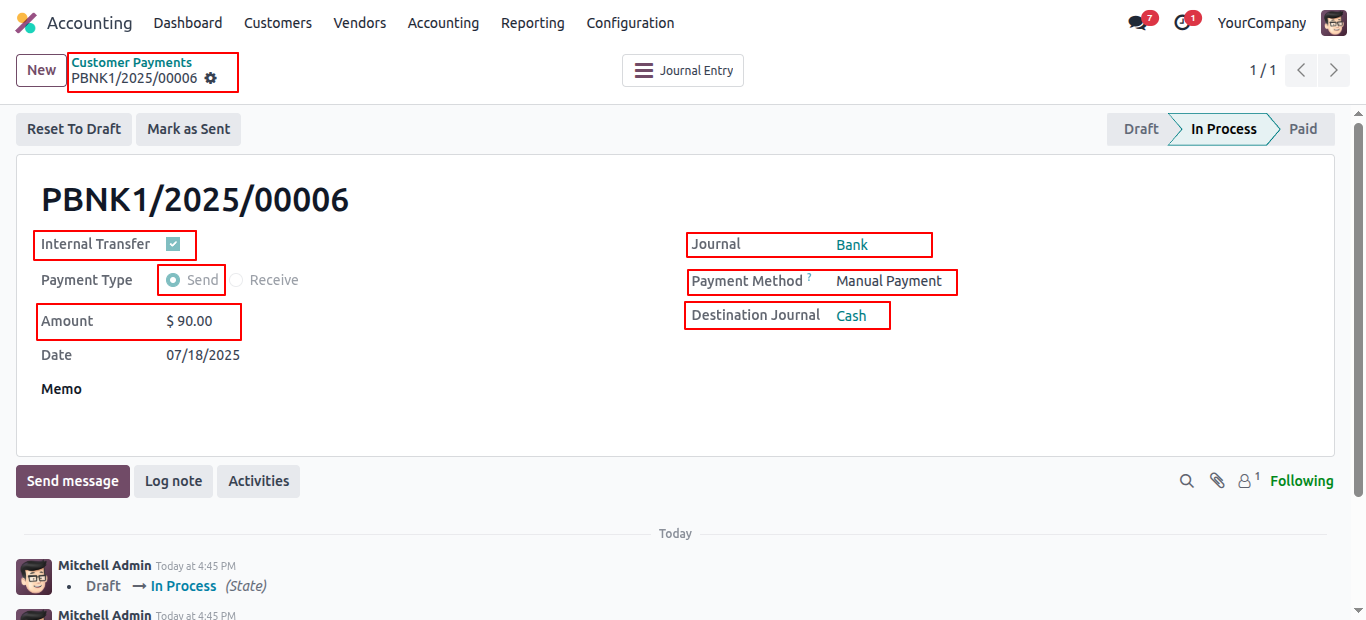 Accounting Dashboard Customers Vendors Accounting Reporting Configuration 7 1 YourCompany
New Customer Payments Journal Entry 1 / 1
PBNK1/2025/00006
Reset To Draft Mark as Sent Draft In Process Paid
PBNK1/2025/00006
Internal Transfer Journal Bank
Payment Type Send Receive Payment Method ? Manual Payment
Amount $ 90.00 Destination Journal Cash
Date 07/18/2025
Memo
Send message Log note Activities 1 Following
Today
Mitchell Admin Today at 4:45 PM
• Draft → In Process (State)
Mitchell Admin Today at 4:45 PM